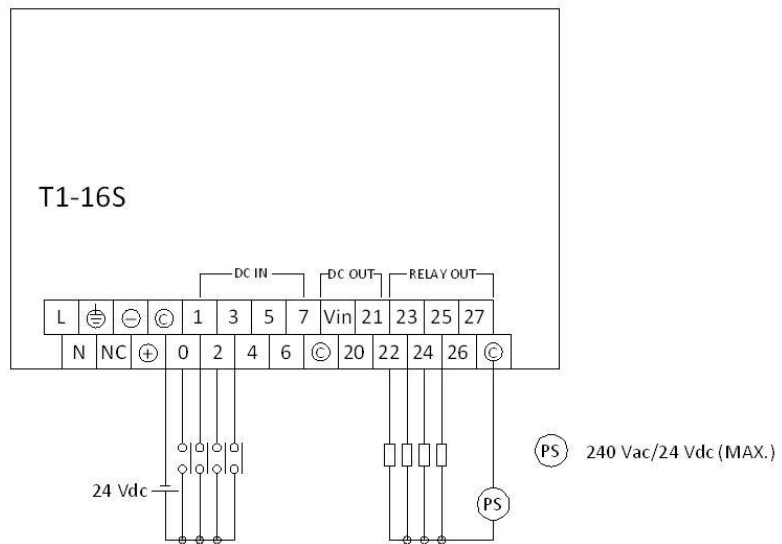 T1-16S
DC IN DC OUT RELAY OUT
L ⏚ ⊖ © 1 3 5 7 Vin 21 23 25 27
N NC ⊕ 0 2 4 6 © 20 22 24 26 ©
PS 240 Vac/24 Vdc (MAX.)
24 Vdc
PS